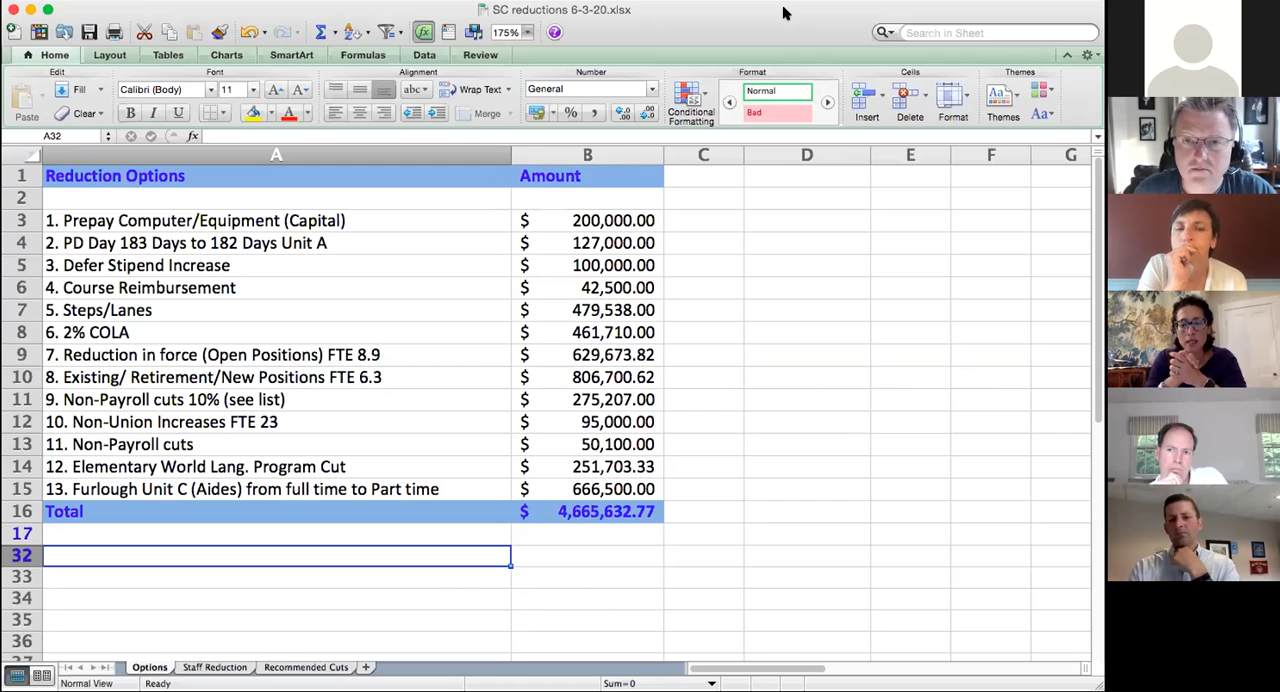 SC reductions 6-3-20.xlsx
175%
Search in Sheet
Home Layout Tables Charts SmartArt Formulas Data Review
Edit Font Alignment Number Format Cells Themes
Fill Calibri (Body) 11 abc Wrap Text General Normal
Paste Clear B I U A Merge % Conditional Formatting Bad Insert Delete Format Themes Aa
A32 fx
A B C D E F G
1 Reduction Options Amount
2
3 1. Prepay Computer/Equipment (Capital) $ 200,000.00
4 2. PD Day 183 Days to 182 Days Unit A $ 127,000.00
5 3. Defer Stipend Increase $ 100,000.00
6 4. Course Reimbursement $ 42,500.00
7 5. Steps/Lanes $ 479,538.00
8 6. 2% COLA $ 461,710.00
9 7. Reduction in force (Open Positions) FTE 8.9 $ 629,673.82
10 8. Existing/ Retirement/New Positions FTE 6.3 $ 806,700.62
11 9. Non-Payroll cuts 10% (see list) $ 275,207.00
12 10. Non-Union Increases FTE 23 $ 95,000.00
13 11. Non-Payroll cuts $ 50,100.00
14 12. Elementary World Lang. Program Cut $ 251,703.33
15 13. Furlough Unit C (Aides) from full time to Part time $ 666,500.00
16 Total $ 4,665,632.77
17
32
33
34
35
36
Options Staff Reduction Recommended Cuts
Normal View Ready Sum=0